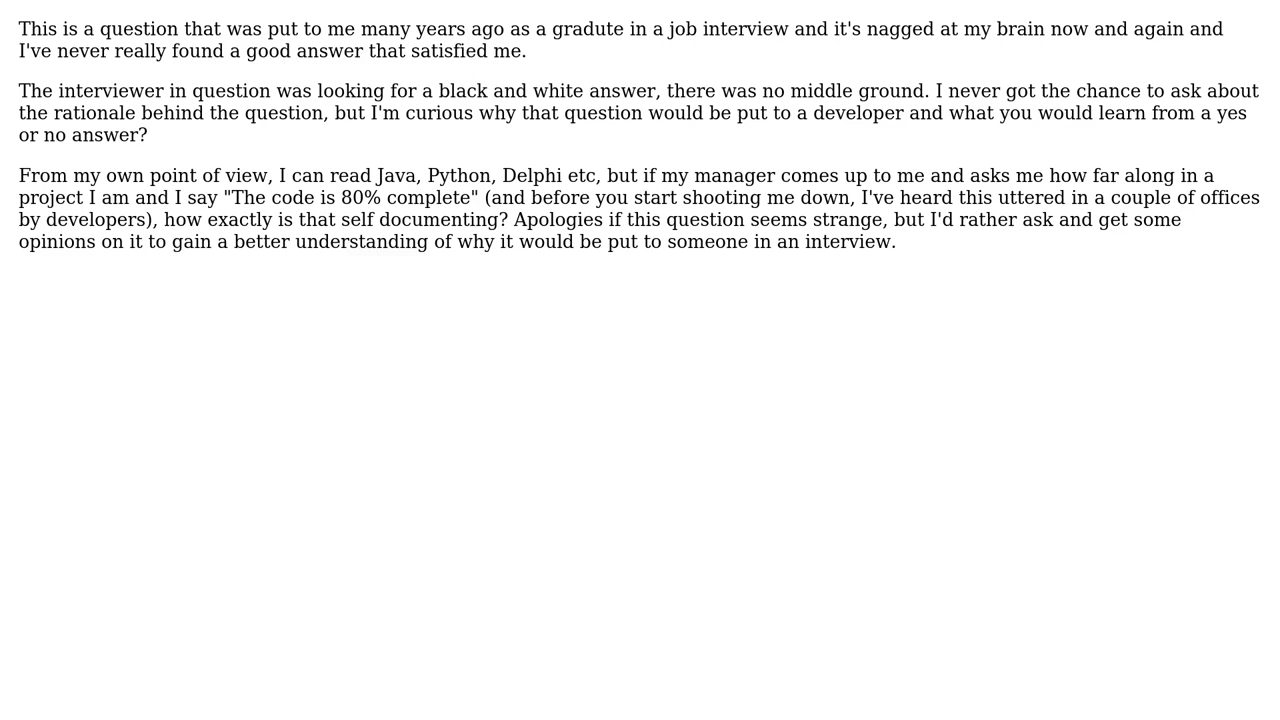 This is a question that was put to me many years ago as a gradute in a job interview and it's nagged at my brain now and again and
I've never really found a good answer that satisfied me.
The interviewer in question was looking for a black and white answer, there was no middle ground. I never got the chance to ask about
the rationale behind the question, but I'm curious why that question would be put to a developer and what you would learn from a yes
or no answer?
From my own point of view, I can read Java, Python, Delphi etc, but if my manager comes up to me and asks me how far along in a
project I am and I say "The code is 80% complete" (and before you start shooting me down, I've heard this uttered in a couple of offices
by developers), how exactly is that self documenting? Apologies if this question seems strange, but I'd rather ask and get some
opinions on it to gain a better understanding of why it would be put to someone in an interview.